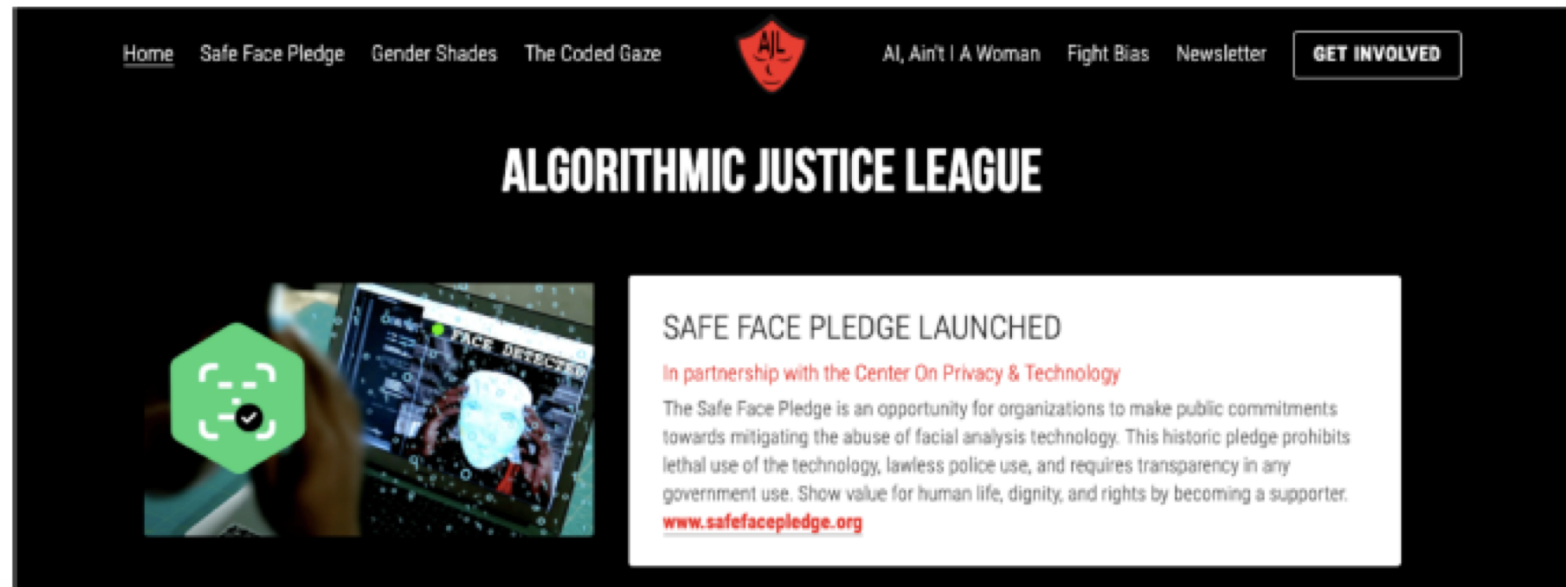 Home Safe Face Pledge Gender Shades The Coded Gaze AJL AI, Ain't I A Woman Fight Bias Newsletter GET INVOLVED
ALGORITHMIC JUSTICE LEAGUE
FACE DETECTED
SAFE FACE PLEDGE LAUNCHED
In partnership with the Center On Privacy & Technology
The Safe Face Pledge is an opportunity for organizations to make public commitments
towards mitigating the abuse of facial analysis technology. This historic pledge prohibits
lethal use of the technology, lawless police use, and requires transparency in any
government use. Show value for human life, dignity, and rights by becoming a supporter.
www.safefacepledge.org